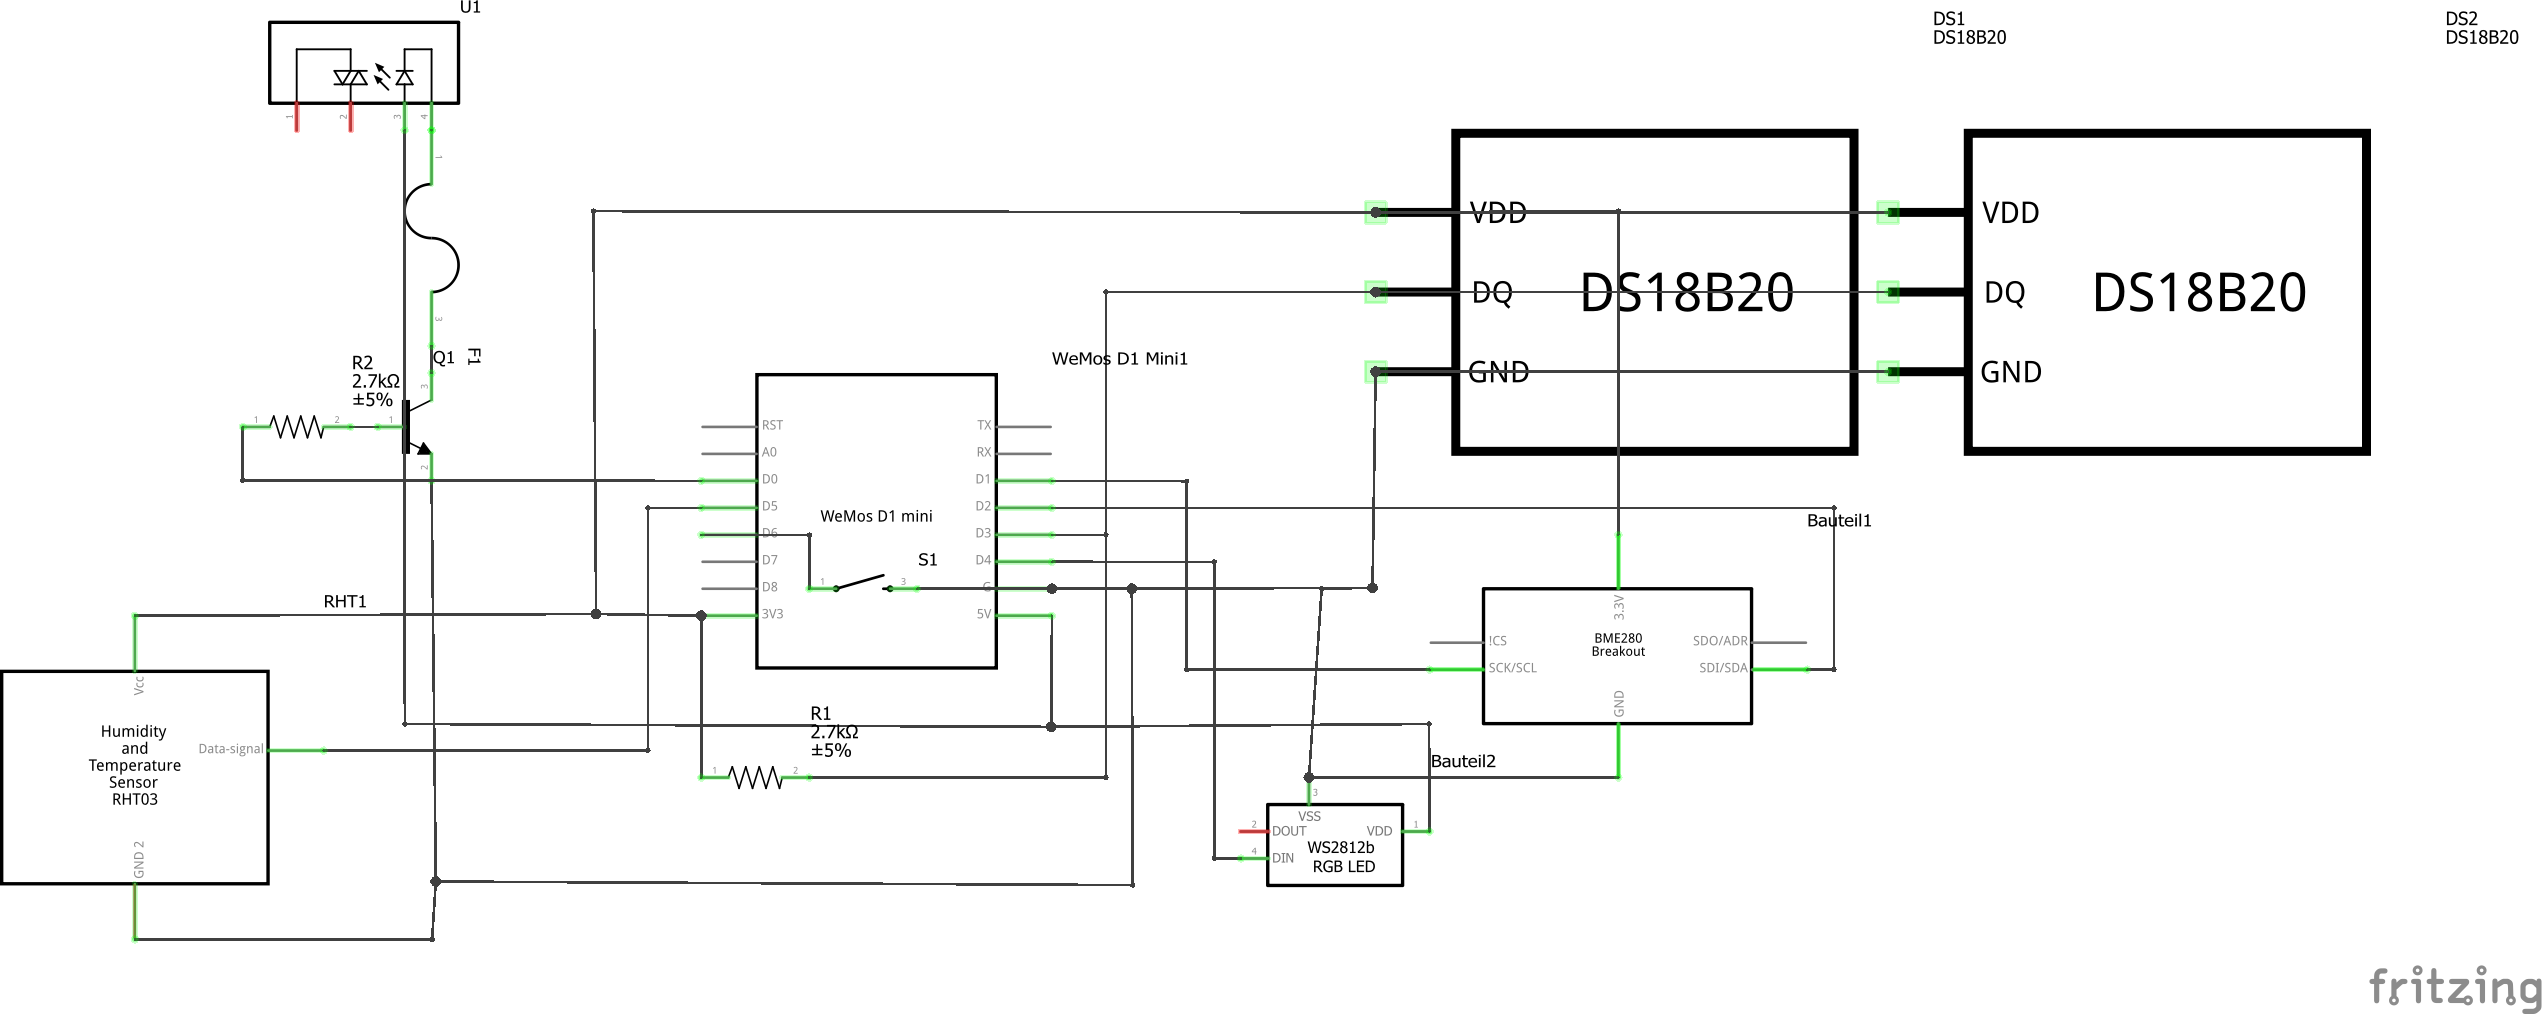 U1
DS1
DS18B20
DS2
DS18B20
1
2
3
4
1
3
F1
Q1
3
R2
2.7kΩ
±5%
1
2
1
2
VDD
DQ
GND
DS18B20
VDD
DQ
GND
DS18B20
WeMos D1 Mini1
RST
A0
D0
D5
D6
D7
D8
3V3
TX
RX
D1
D2
D3
D4
G
5V
WeMos D1 mini
S1
1
3
RHT1
Vcc
Humidity
and
Temperature
Sensor
RHT03
Data-signal
GND 2
R1
2.7kΩ
±5%
1
2
Bauteil1
3.3V
BME280
Breakout
!CS
SCK/SCL
SDO/ADR
SDI/SDA
GND
Bauteil2
3
VSS
2
DOUT
VDD
1
WS2812b
4
DIN
RGB LED
fritzing